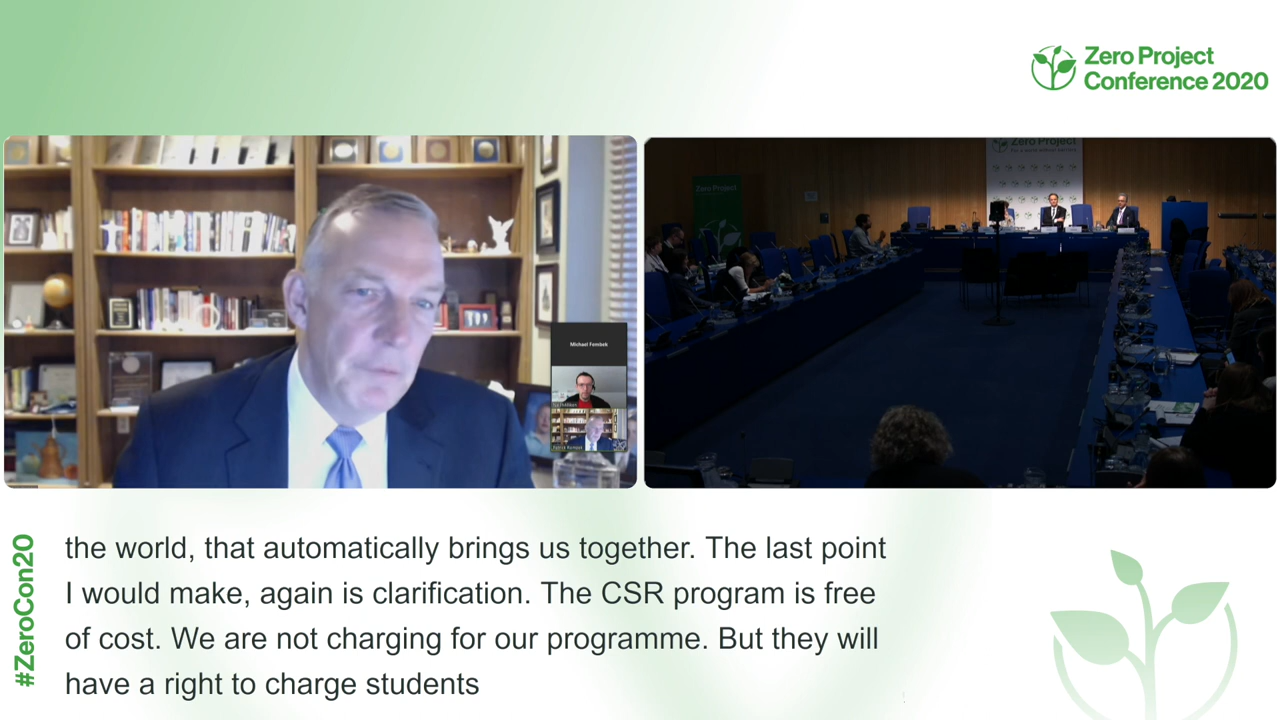 Zero Project
Conference 2020
Zero Project
Zero Project
Michael Fembek
#ZeroCon20
the world, that automatically brings us together. The last point
I would make, again is clarification. The CSR program is free
of cost. We are not charging for our programme. But they will
have a right to charge students